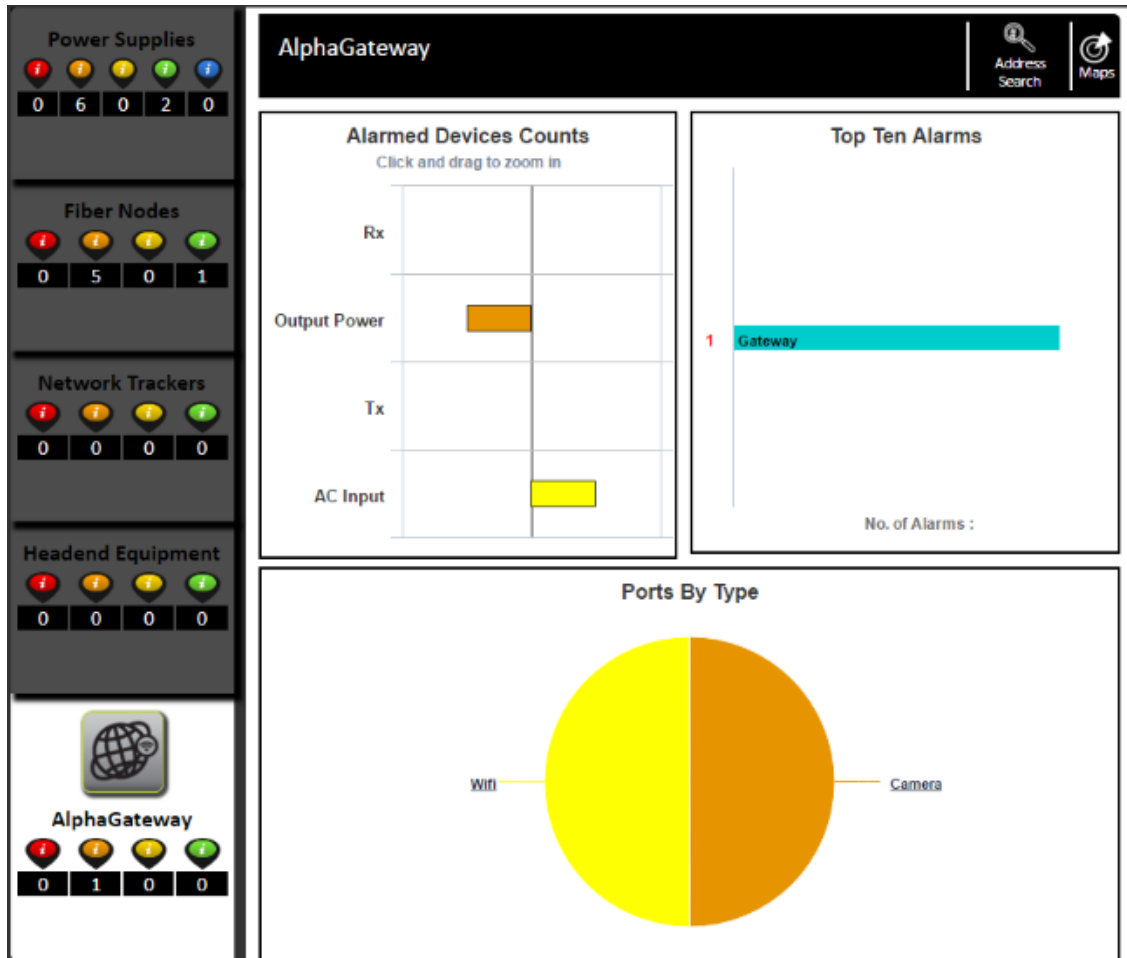 Power Supplies
0 6 0 2 0
Fiber Nodes
0 5 0 1
Network Trackers
0 0 0 0
Headend Equipment
0 0 0 0
AlphaGateway
0 1 0 0
AlphaGateway
Address
Search
Maps
Alarmed Devices Counts
Click and drag to zoom in
Rx
Output Power
Tx
AC Input
Top Ten Alarms
1 Gateway
No. of Alarms :
Ports By Type
Wifi
Camera